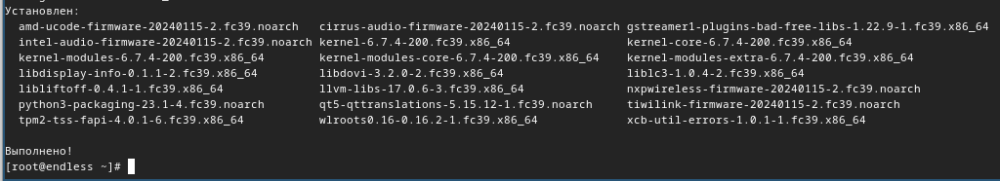 Установлен:
amd-ucode-firmware-20240115-2.fc39.noarch cirrus-audio-firmware-20240115-2.fc39.noarch gstreamer1-plugins-bad-free-libs-1.22.9-1.fc39.x86_64
intel-audio-firmware-20240115-2.fc39.noarch kernel-6.7.4-200.fc39.x86_64 kernel-core-6.7.4-200.fc39.x86_64
kernel-modules-6.7.4-200.fc39.x86_64 kernel-modules-core-6.7.4-200.fc39.x86_64 kernel-modules-extra-6.7.4-200.fc39.x86_64
libdisplay-info-0.1.1-2.fc39.x86_64 libdovi-3.2.0-2.fc39.x86_64 liblc3-1.0.4-2.fc39.x86_64
libliftoff-0.4.1-1.fc39.x86_64 llvm-libs-17.0.6-3.fc39.x86_64 nxpwireless-firmware-20240115-2.fc39.noarch
python3-packaging-23.1-4.fc39.noarch qt5-qttranslations-5.15.12-1.fc39.noarch tiwilink-firmware-20240115-2.fc39.noarch
tpm2-tss-fapi-4.0.1-6.fc39.x86_64 wlroots0.16-0.16.2-1.fc39.x86_64 xcb-util-errors-1.0.1-1.fc39.x86_64
Выполнено!
[root@endless ~]#